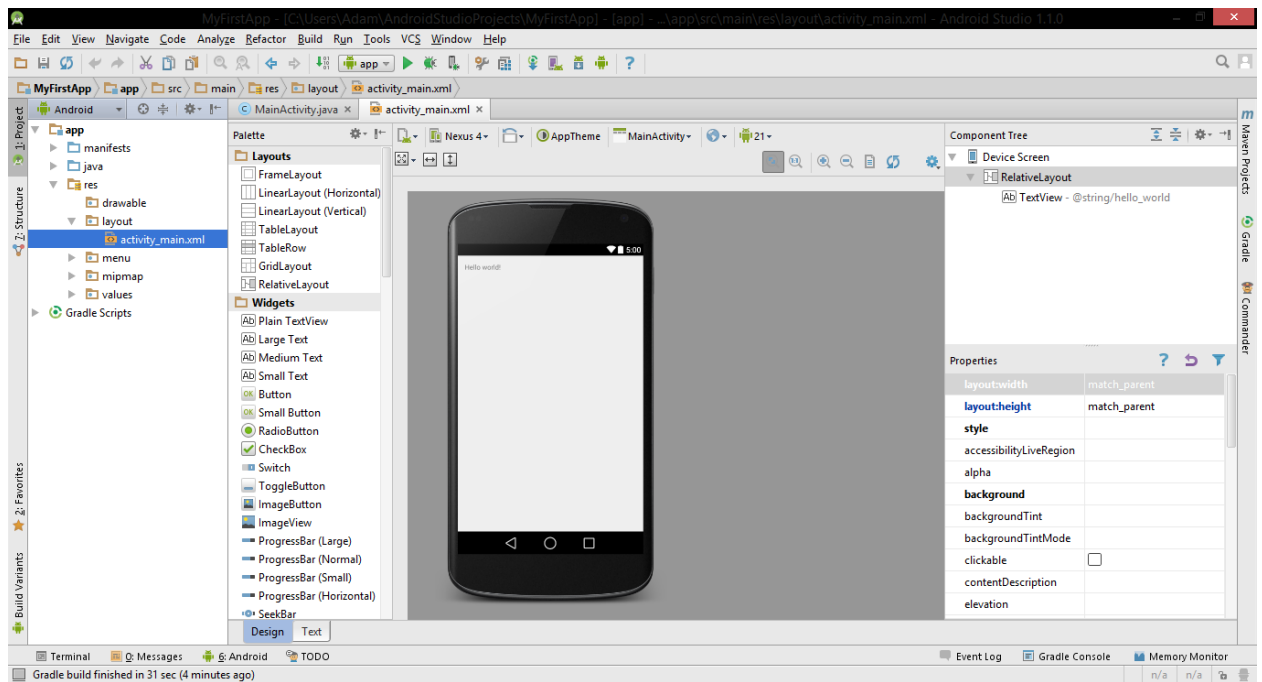 MyFirstApp - [C:\Users\Adam\AndroidStudioProjects\MyFirstApp] - [app] - ...\app\src\main\res\layout\activity_main.xml - Android Studio 1.1.0
File Edit View Navigate Code Analyze Refactor Build Run Tools VCS Window Help
app
MyFirstApp app src main res layout activity_main.xml
Android
MainActivity.java activity_main.xml
1: Project
7: Structure
2: Favorites
Build Variants
app
manifests
java
res
drawable
layout
activity_main.xml
menu
mipmap
values
Gradle Scripts
Palette
Layouts
FrameLayout
LinearLayout (Horizontal)
LinearLayout (Vertical)
TableLayout
TableRow
GridLayout
RelativeLayout
Widgets
Plain TextView
Large Text
Medium Text
Small Text
Button
Small Button
RadioButton
CheckBox
Switch
ToggleButton
ImageButton
ImageView
ProgressBar (Large)
ProgressBar (Normal)
ProgressBar (Small)
ProgressBar (Horizontal)
SeekBar
Nexus 4 AppTheme MainActivity 21
5:00
Hello world!
Design Text
Component Tree
Device Screen
RelativeLayout
TextView - @string/hello_world
Properties
layout:width match_parent
layout:height match_parent
style
accessibilityLiveRegion
alpha
background
backgroundTint
backgroundTintMode
clickable
contentDescription
elevation
Maven Projects
Gradle
Commander
Terminal 0: Messages 6: Android TODO Event Log Gradle Console Memory Monitor
Gradle build finished in 31 sec (4 minutes ago) n/a n/a